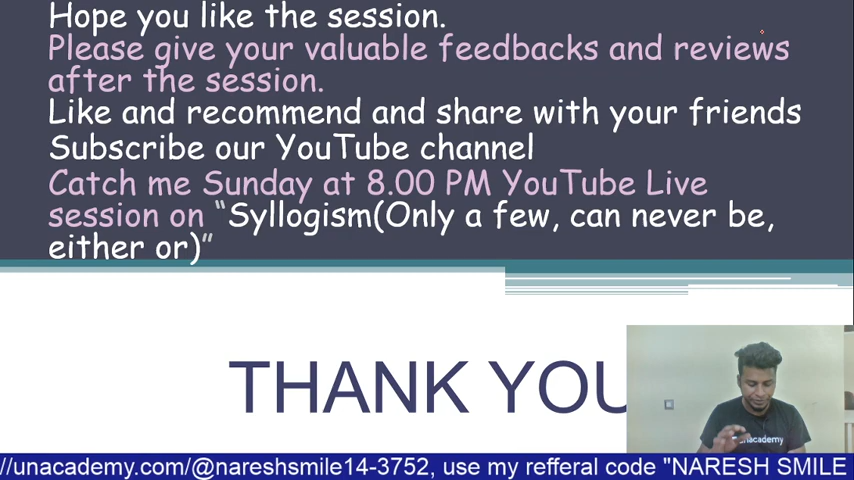 Hope you like the session.
Please give your valuable feedbacks and reviews
after the session.
Like and recommend and share with your friends
Subscribe our YouTube channel
Catch me Sunday at 8.00 PM YouTube Live
session on “Syllogism(Only a few, can never be,
either or)”
THANK YOU
unacademy
//unacademy.com/@nareshsmile14-3752, use my refferal code "NARESH SMILE